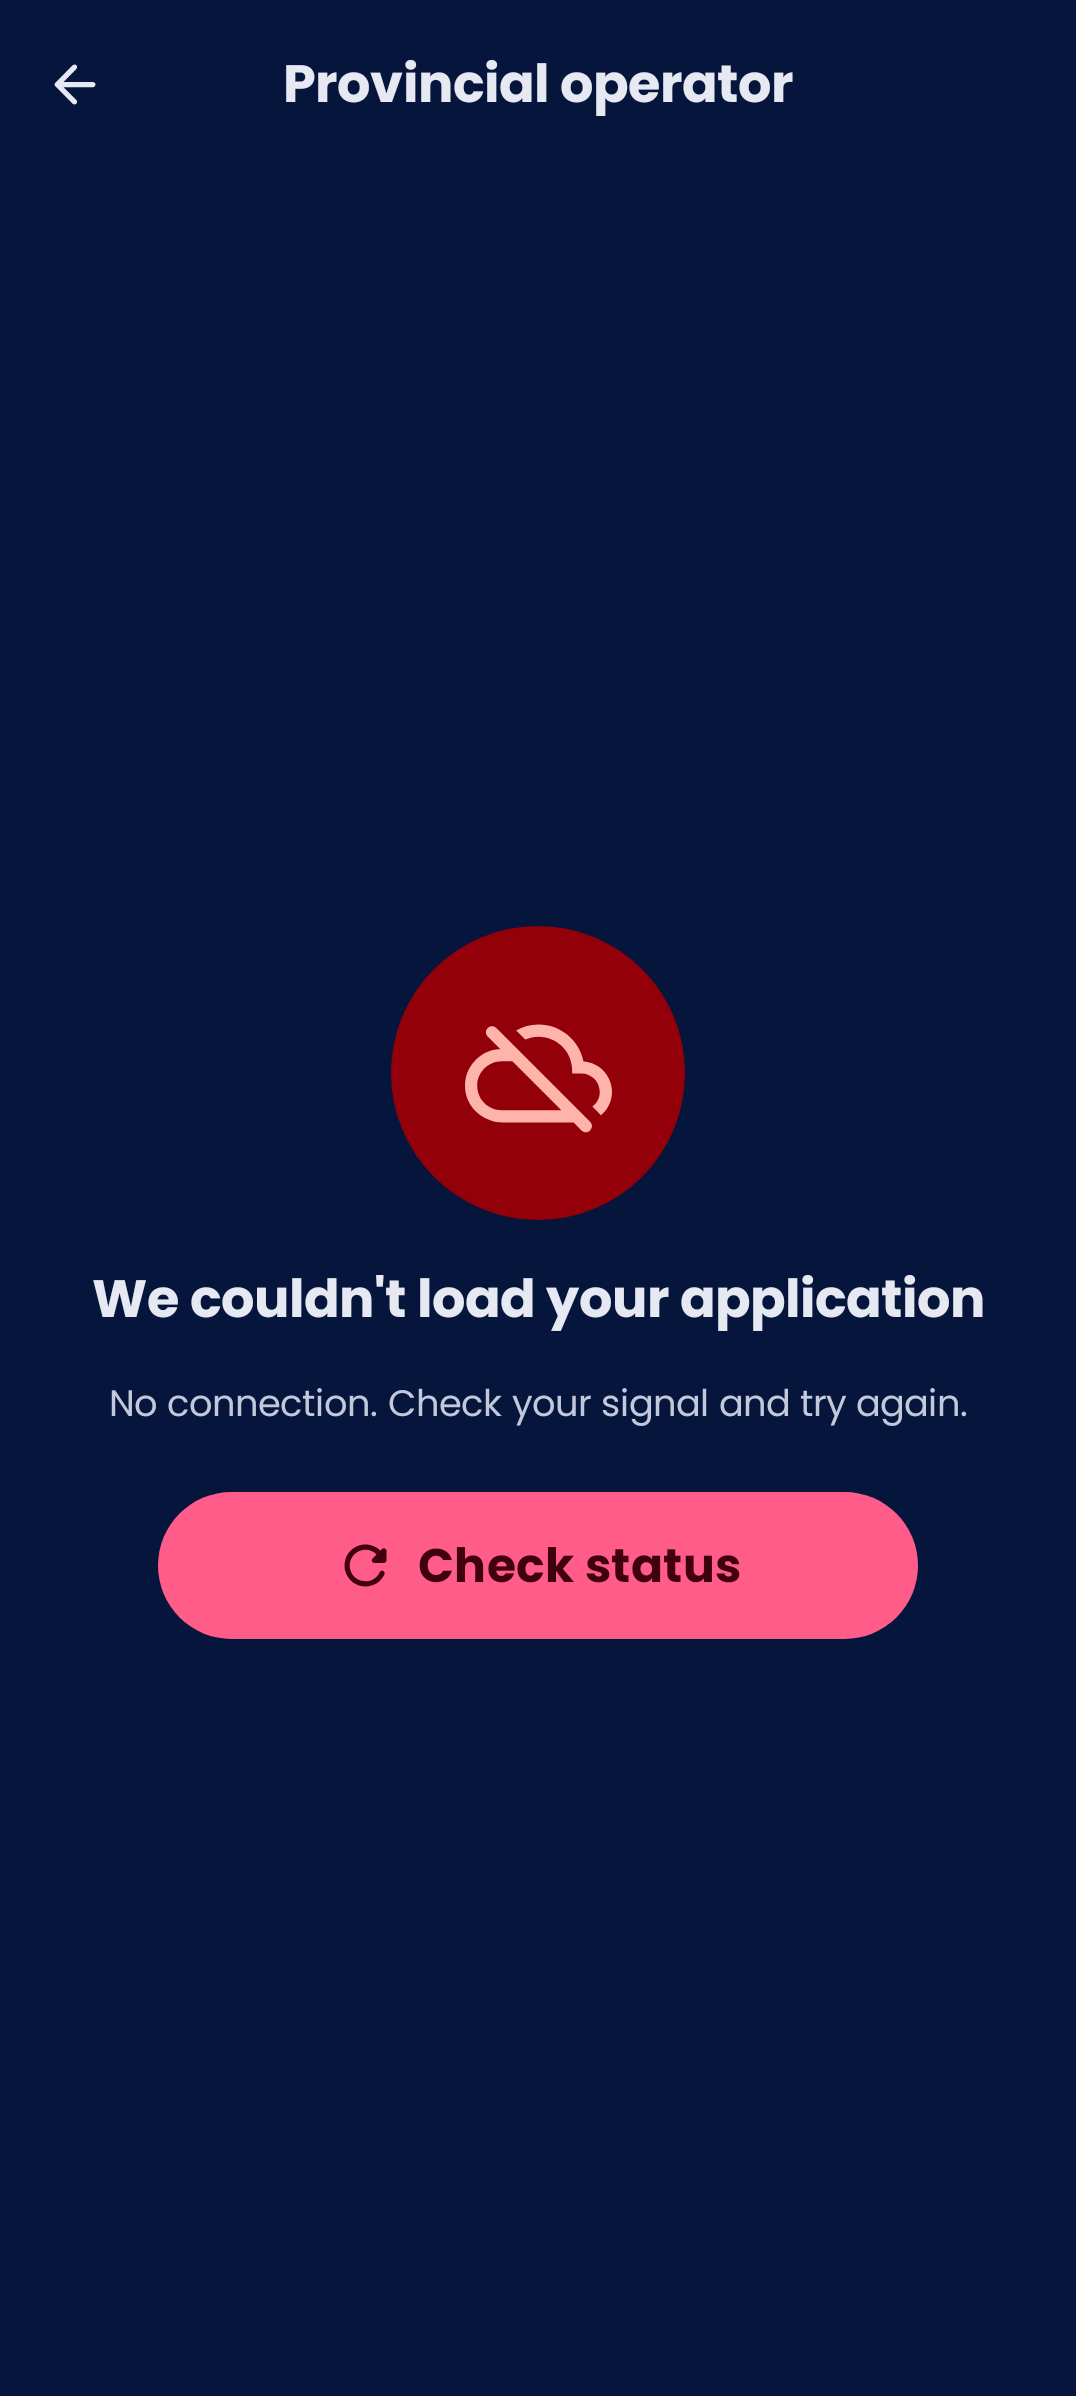 Provincial operator
We couldn't load your application
No connection. Check your signal and try again.
Check status